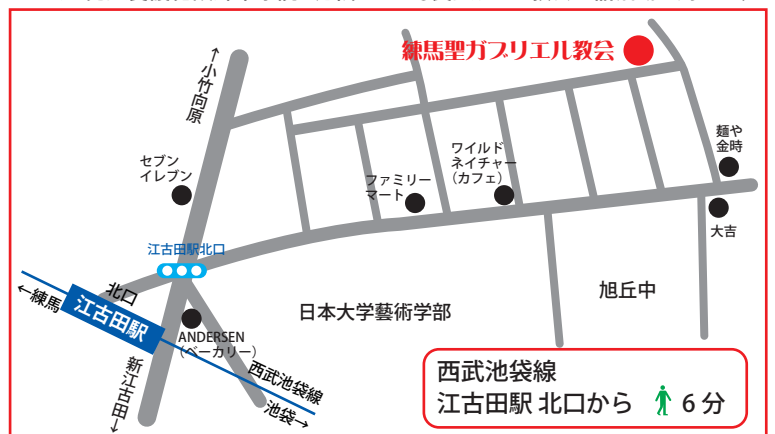 練馬聖ガブリエル教会
←小竹向原
セブン
イレブン
ファミリー
マート
ワイルド
ネイチャー
(カフェ)
麺や
金時
大吉
江古田駅北口
北口
←練馬
江古田駅
日本大学藝術学部
旭丘中
ANDERSEN
(ベーカリー)
西武池袋線
池袋→
新江古田→
西武池袋線
江古田駅 北口から 6分